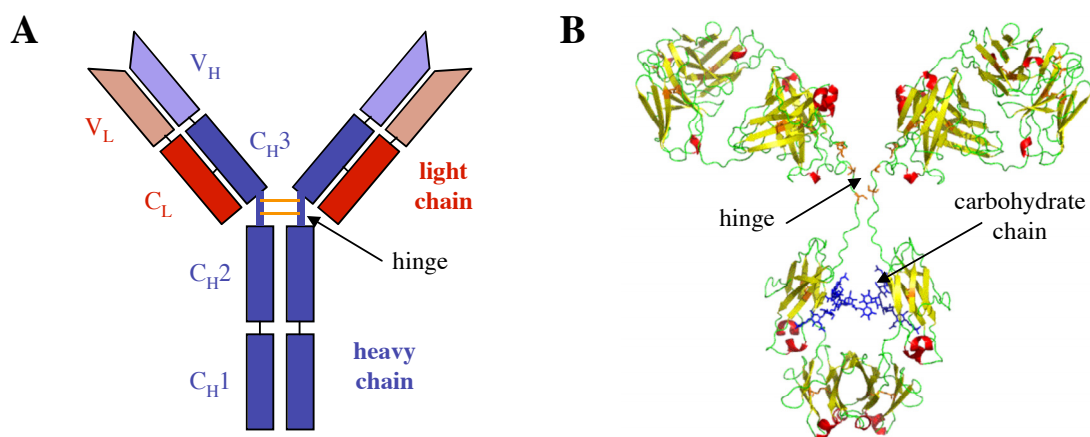 A
V_H
V_L
C_H3
C_L
light
chain
hinge
C_H2
heavy
chain
C_H1
B
hinge
carbohydrate
chain